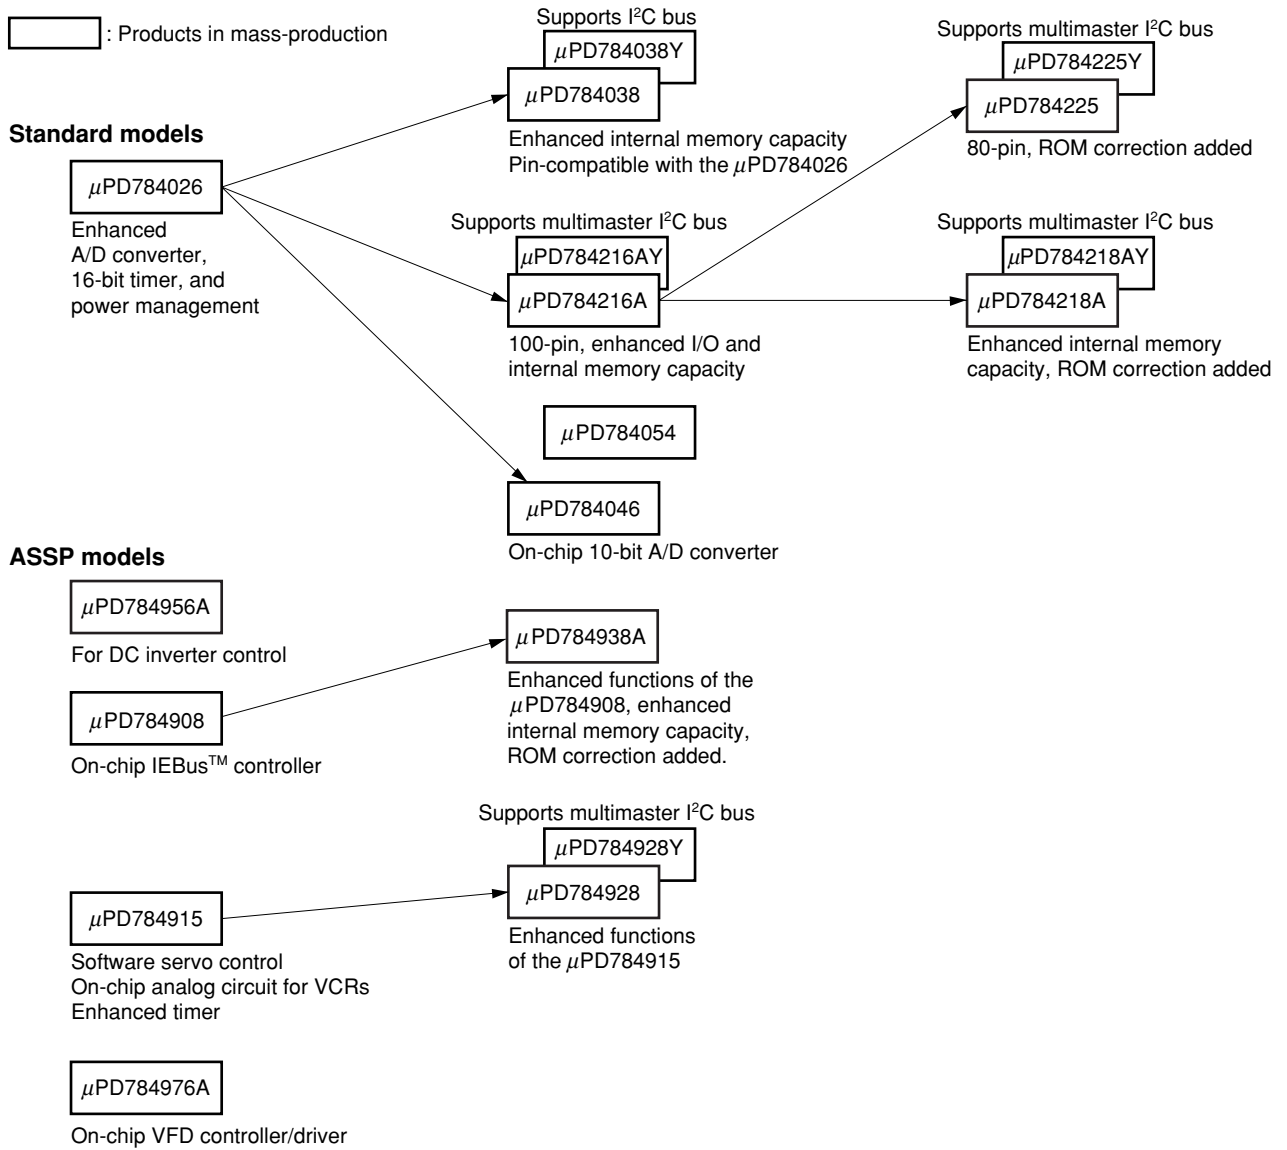 : Products in mass-production
Supports I²C bus
μPD784038Y
μPD784038
Enhanced internal memory capacity
Pin-compatible with the μPD784026
Supports multimaster I²C bus
μPD784225Y
μPD784225
80-pin, ROM correction added
Standard models
μPD784026
Enhanced
A/D converter,
16-bit timer, and
power management
Supports multimaster I²C bus
μPD784216AY
μPD784216A
100-pin, enhanced I/O and
internal memory capacity
Supports multimaster I²C bus
μPD784218AY
μPD784218A
Enhanced internal memory
capacity, ROM correction added
μPD784054
μPD784046
On-chip 10-bit A/D converter
ASSP models
μPD784956A
For DC inverter control
μPD784908
On-chip IEBus™ controller
μPD784938A
Enhanced functions of the
μPD784908, enhanced
internal memory capacity,
ROM correction added.
Supports multimaster I²C bus
μPD784928Y
μPD784928
Enhanced functions
of the μPD784915
μPD784915
Software servo control
On-chip analog circuit for VCRs
Enhanced timer
μPD784976A
On-chip VFD controller/driver